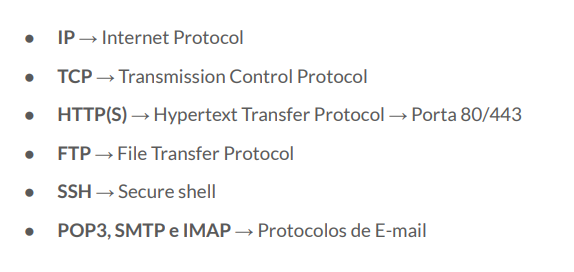 ● IP → Internet Protocol
● TCP → Transmission Control Protocol
● HTTP(S) → Hypertext Transfer Protocol → Porta 80/443
● FTP → File Transfer Protocol
● SSH → Secure shell
● POP3, SMTP e IMAP → Protocolos de E-mail